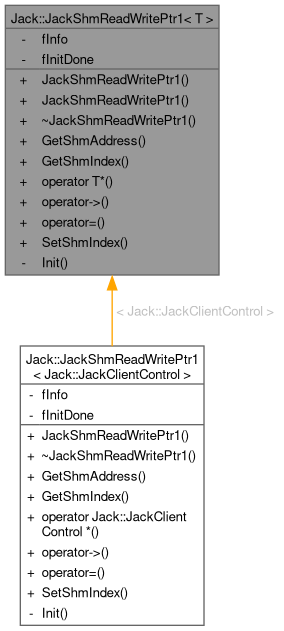 Jack::JackShmReadWritePtr1< T >
- fInfo
- fInitDone
+ JackShmReadWritePtr1()
+ JackShmReadWritePtr1()
+ ~JackShmReadWritePtr1()
+ GetShmAddress()
+ GetShmIndex()
+ operator T*()
+ operator->()
+ operator=()
+ SetShmIndex()
- Init()
< Jack::JackClientControl >
Jack::JackShmReadWritePtr1
< Jack::JackClientControl >
- fInfo
- fInitDone
+ JackShmReadWritePtr1()
+ ~JackShmReadWritePtr1()
+ GetShmAddress()
+ GetShmIndex()
+ operator Jack::JackClient
Control *()
+ operator->()
+ operator=()
+ SetShmIndex()
- Init()